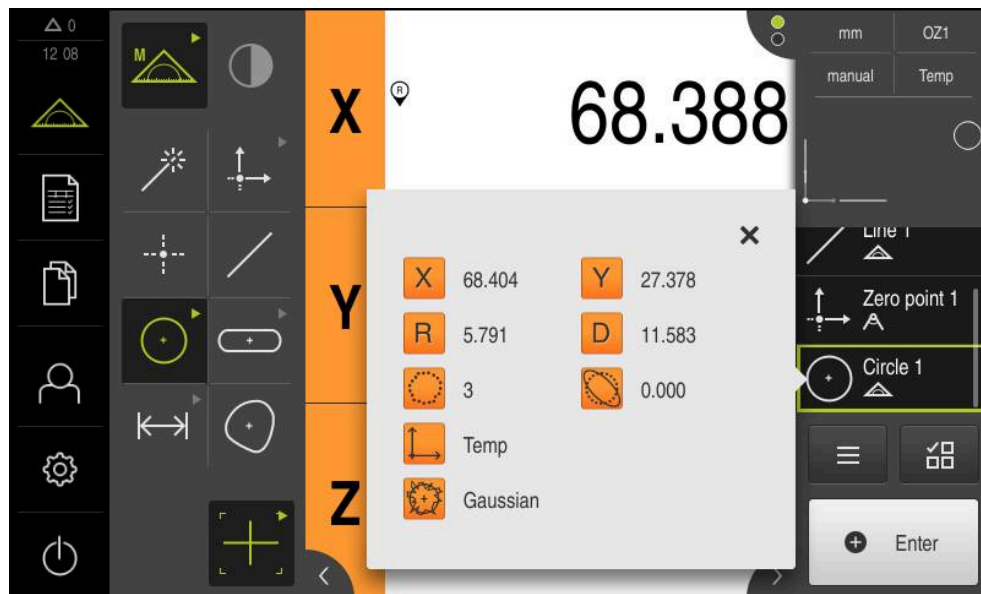 0
12 08
M
X
R
68.388
mm
OZ1
manual
Temp
Y
Z
X
68.404
Y
27.378
R
5.791
D
11.583
3
0.000
Temp
Gaussian
Line 1
Zero point 1
Circle 1
Enter